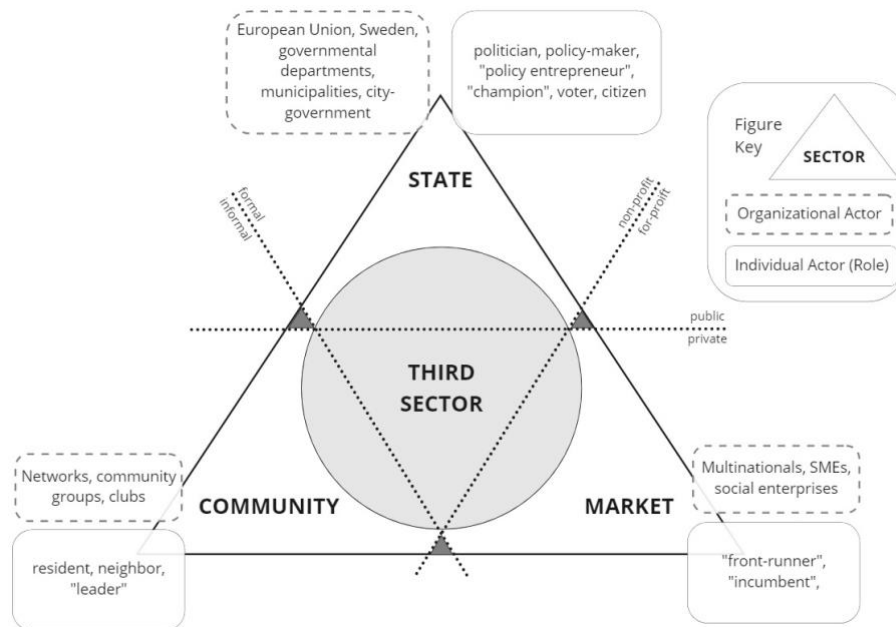 European Union, Sweden,
governmental
departments,
municipalities, city-
government
politician, policy-maker,
"policy entrepreneur",
"champion", voter, citizen
Figure
Key
SECTOR
Organizational Actor
Individual Actor (Role)
STATE
formal
informal
non-profit
for-proift
public
private
THIRD
SECTOR
Networks, community
groups, clubs
COMMUNITY
resident, neighbor,
"leader"
MARKET
Multinationals, SMEs,
social enterprises
"front-runner",
"incumbent",